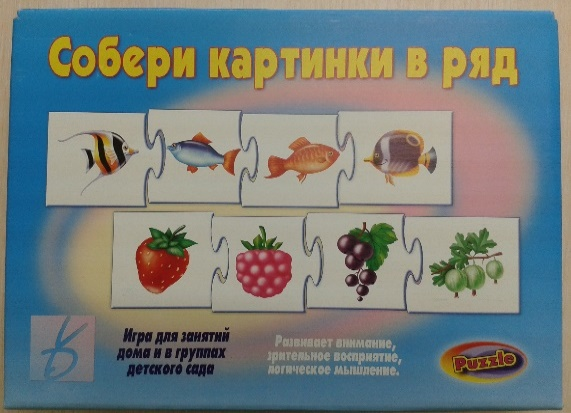 Собери картинки в ряд
Игра для занятий
дома и в группах
детского сада
Развивает внимание,
зрительное восприятие,
логическое мышление.
Puzzle